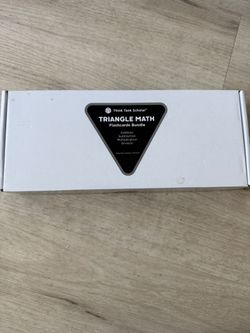 Think Tank Scholar
TRIANGLE MATH
Flashcards Bundle
Addition
Subtraction
Multiplication
Division